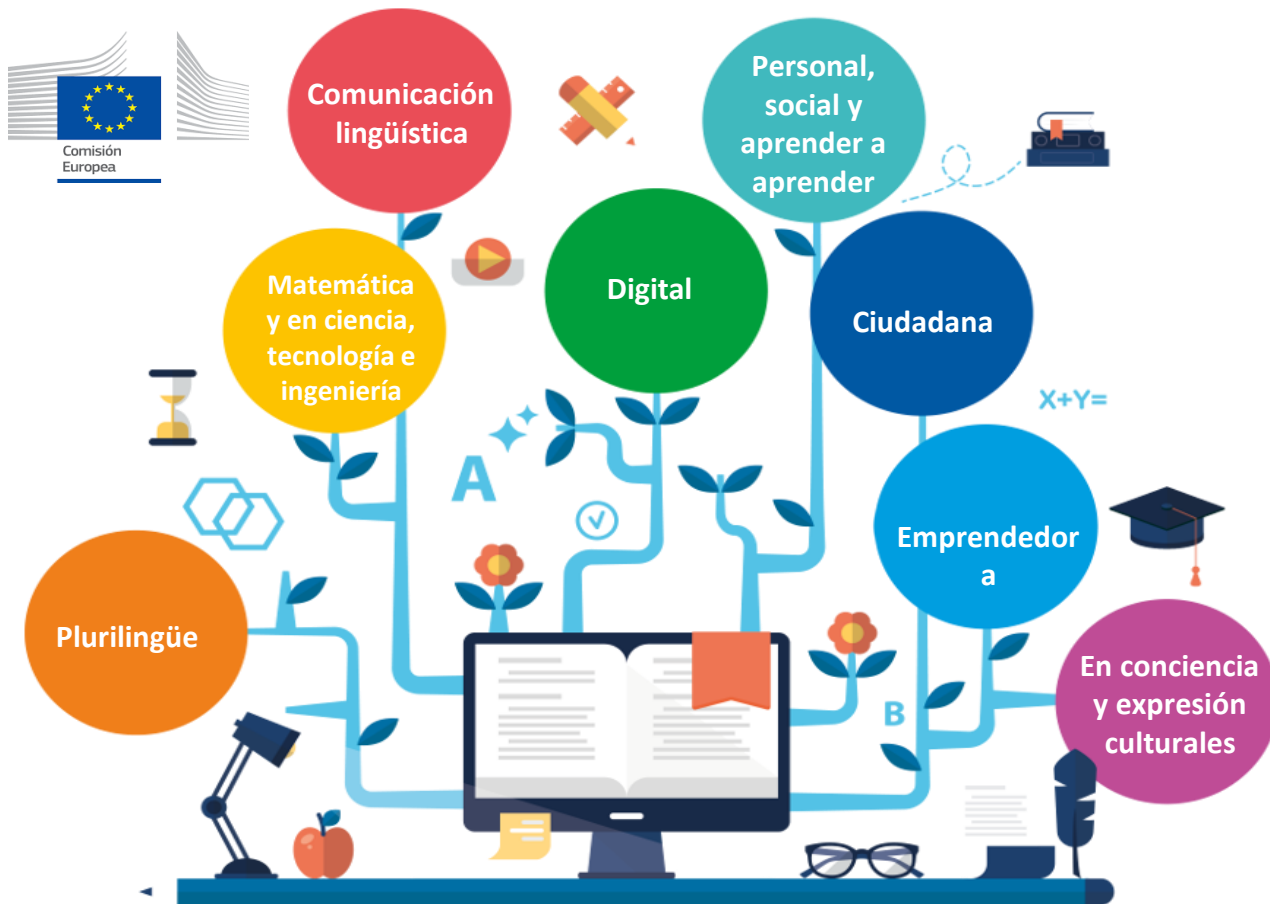 Comisión
Europea
Comunicación
lingüística
Personal,
social y
aprender a
aprender
Matemática
y en ciencia,
tecnología e
ingeniería
Digital
Ciudadana
X+Y=
A
Emprendedor
a
Plurilingüe
En conciencia
y expresión
culturales
B